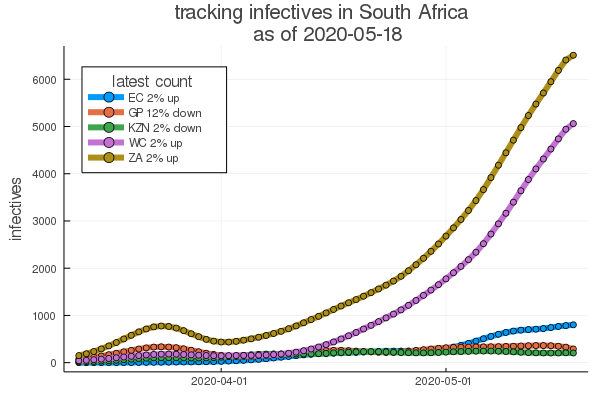 tracking infectives in South Africa
as of 2020-05-18
latest count
EC 2% up
GP 12% down
KZN 2% down
WC 2% up
ZA 2% up
infectives
6000
5000
4000
3000
2000
1000
0
2020-04-01 2020-05-01